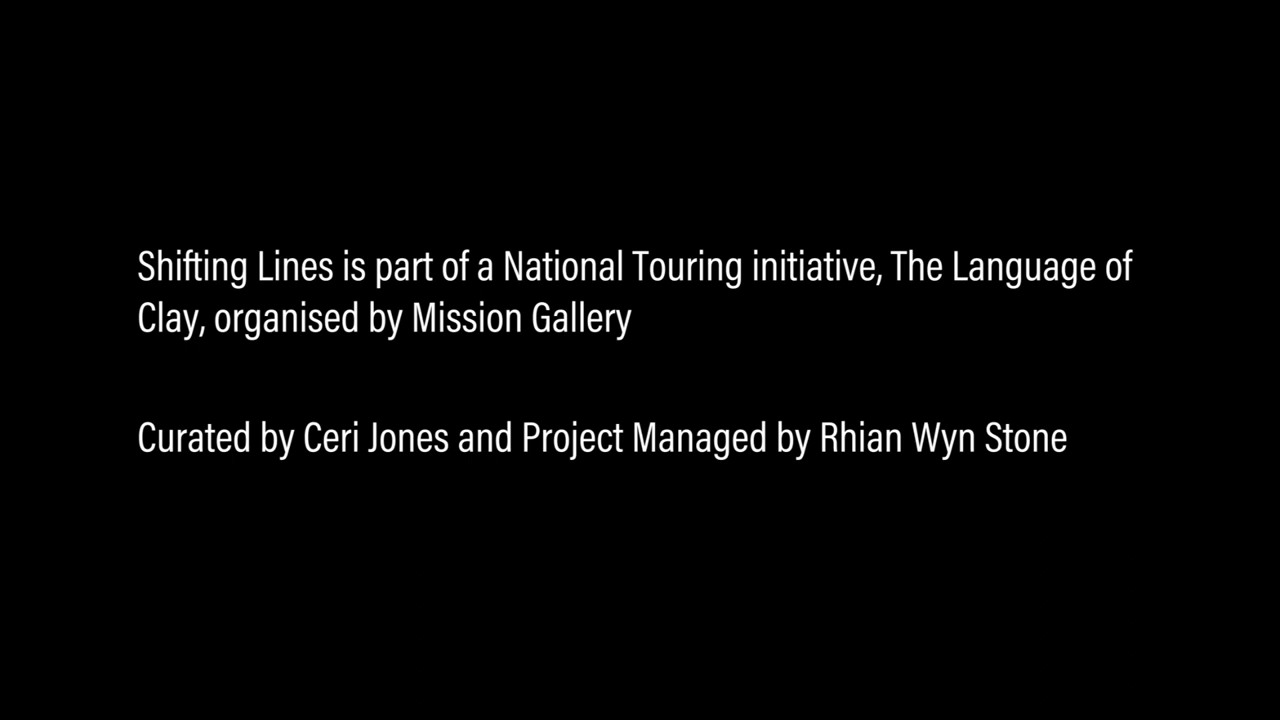 Shifting Lines is part of a National Touring initiative, The Language of
Clay, organised by Mission Gallery
Curated by Ceri Jones and Project Managed by Rhian Wyn Stone